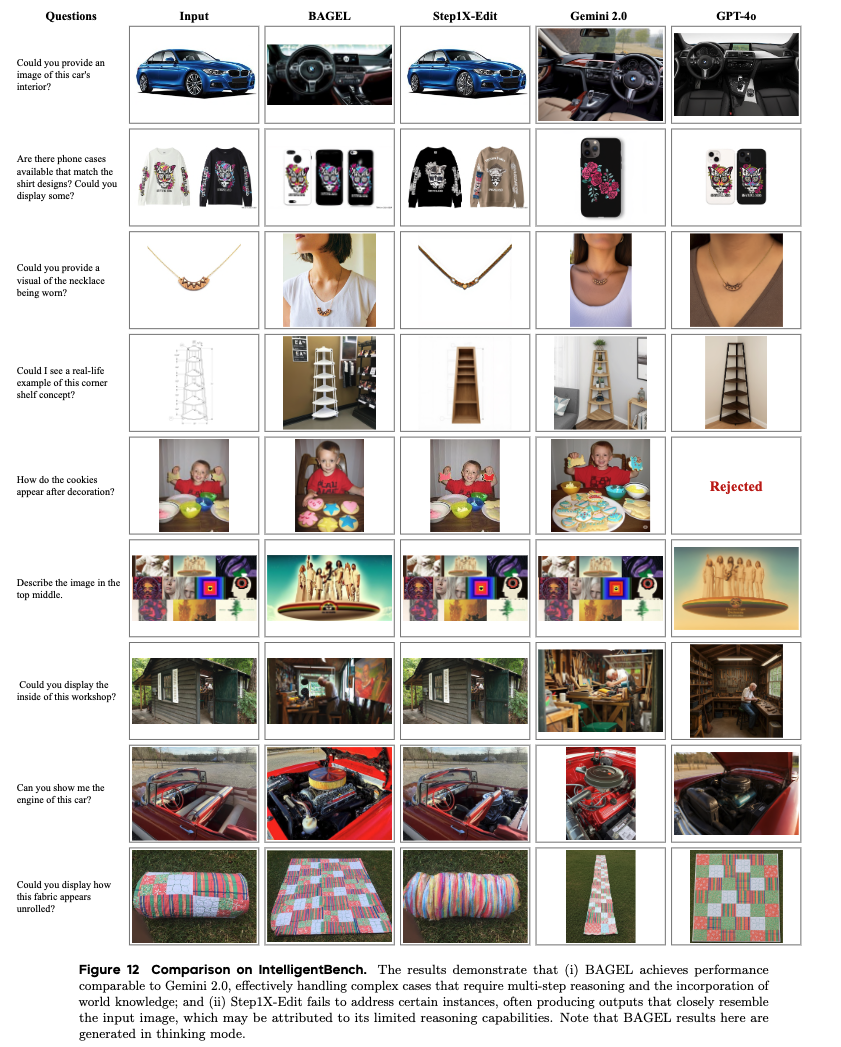 Questions Input BAGEL Step1X-Edit Gemini 2.0 GPT-4o
Could you provide an
image of this car's
interior?
Are there phone cases
available that match the
shirt designs? Could you
display some?
Could you provide a
visual of the necklace
being worn?
Could I see a real-life
example of this corner
shelf concept?
How do the cookies
appear after decoration?
Rejected
Describe the image in the
top middle.
Could you display the
inside of this workshop?
Can you show me the
engine of this car?
Could you display how
this fabric appears
unrolled?
Figure 12 Comparison on IntelligentBench. The results demonstrate that (i) BAGEL achieves performance
comparable to Gemini 2.0, effectively handling complex cases that require multi-step reasoning and the incorporation of
world knowledge; and (ii) Step1X-Edit fails to address certain instances, often producing outputs that closely resemble
the input image, which may be attributed to its limited reasoning capabilities. Note that BAGEL results here are
generated in thinking mode.